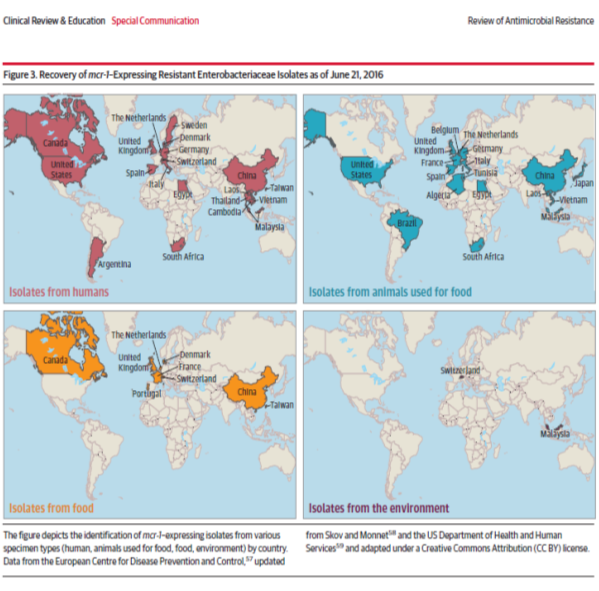 Clinical Review & Education Special Communication
Review of Antimicrobial Resistance
Figure 3. Recovery of mcr-1–Expressing Resistant Enterobacteriaceae Isolates as of June 21, 2016
The Netherlands
Sweden
Denmark
Canada
United
Kingdom
Germany
Switzerland
United
States
Spain
Italy
Egypt
China
Laos
Taiwan
Thailand
Vietnam
Cambodia
Malaysia
South Africa
Argentina
Isolates from humans
Belgium
The Netherlands
United
Kingdom
Germany
France
Italy
United
States
Spain
Tunisia
China
Japan
Algeria
Egypt
Laos
Vietnam
Malaysia
Brazil
South Africa
Isolates from animals used for food
The Netherlands
Canada
United
Kingdom
Denmark
France
Switzerland
Portugal
China
Taiwan
Isolates from food
Switzerland
Malaysia
Isolates from the environment
The figure depicts the identification of mcr-1–expressing isolates from various
specimen types (human, animals used for food, food, environment) by country.
Data from the European Centre for Disease Prevention and Control,57 updated
from Skov and Monnet58 and the US Department of Health and Human
Services59 and adapted under a Creative Commons Attribution (CC BY) license.